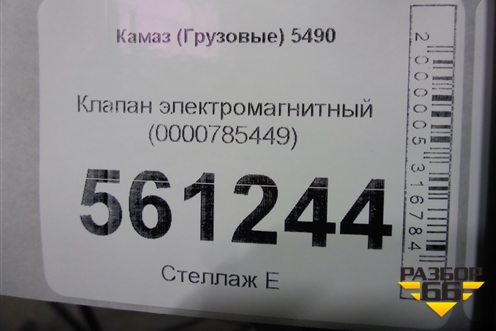 Камаз (Грузовые) 5490
Клапан электромагнитный
(0000785449)
561244
Стеллаж Е
2000005316784
РАЗБОР
66